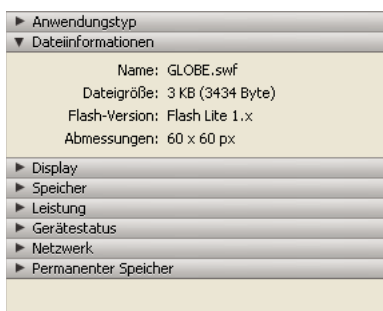 Anwendungstyp
Dateiinformationen
Name: GLOBE.swf
Dateigröße: 3 KB (3434 Byte)
Flash-Version: Flash Lite 1.x
Abmessungen: 60 x 60 px
Display
Speicher
Leistung
Gerätestatus
Netzwerk
Permanenter Speicher